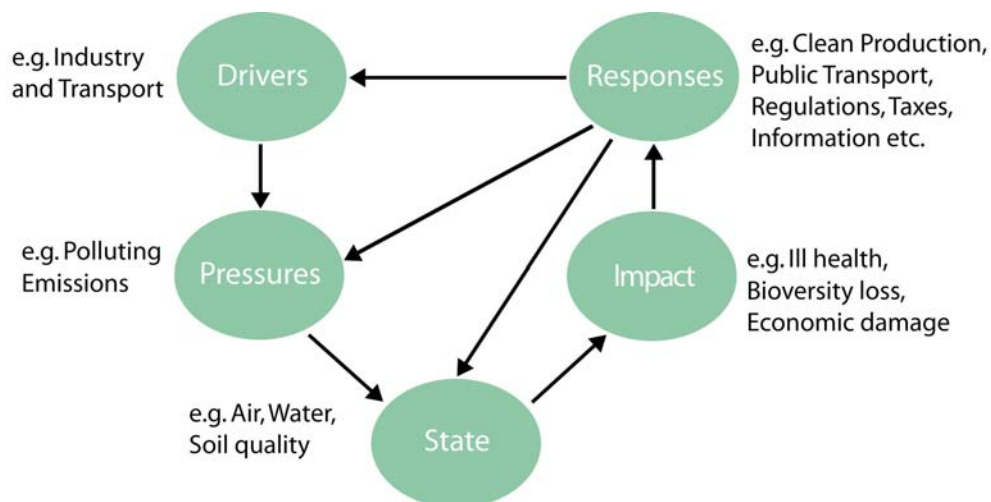 e.g. Industry
and Transport
Drivers
Responses
e.g. Clean Production,
Public Transport,
Regulations, Taxes,
Information etc.
e.g. Polluting
Emissions
Pressures
Impact
e.g. Ill health,
Bioversity loss,
Economic damage
e.g. Air, Water,
Soil quality
State